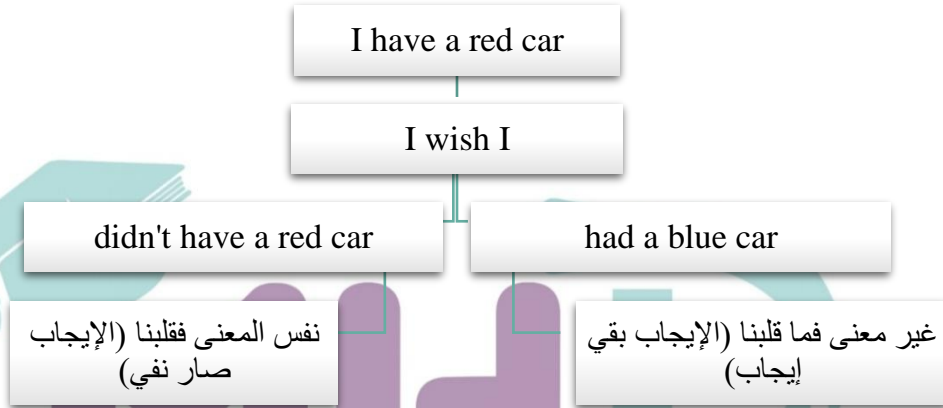 I have a red car
I wish I
didn't have a red car
had a blue car
نفس المعنى فقلبنا (الإيجاب
صار نفي)
غير معنى فما قلبنا (الإيجاب بقي
إيجاب)